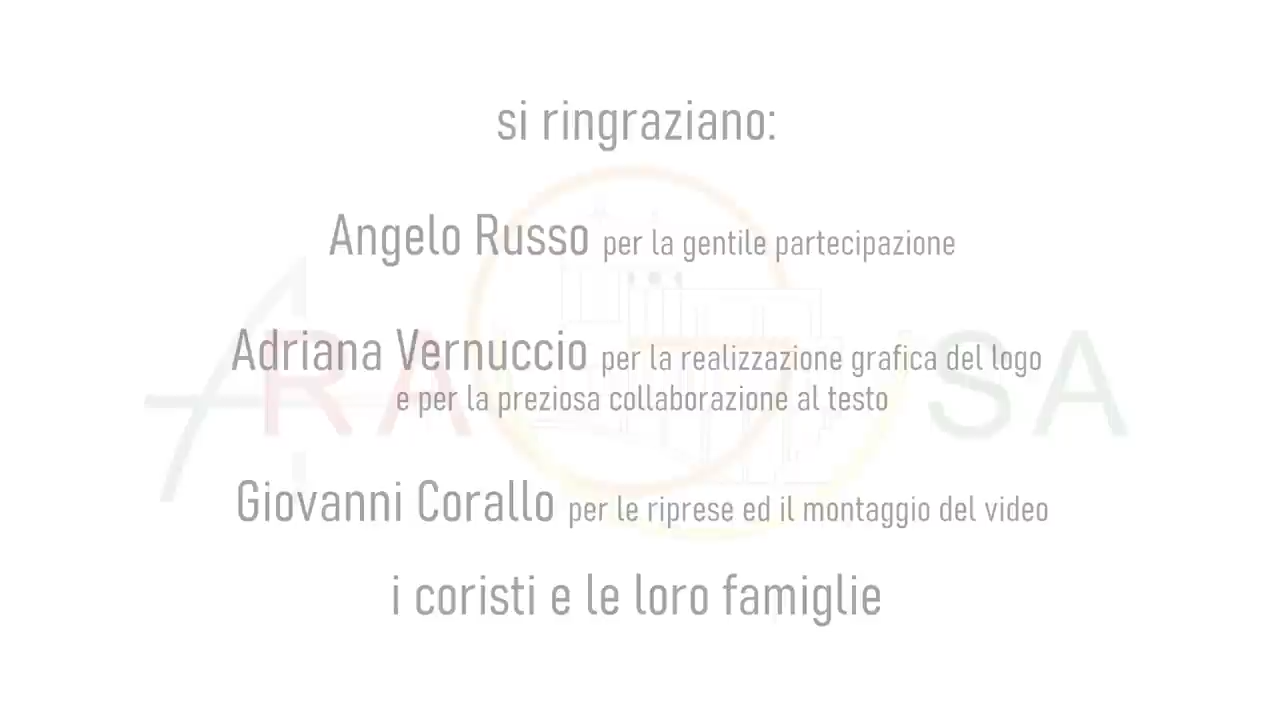 si ringraziano:
Angelo Russo per la gentile partecipazione
Adriana Vernuccio per la realizzazione grafica del logo
e per la preziosa collaborazione al testo
Giovanni Corallo per le riprese ed il montaggio del video
i coristi e le loro famiglie